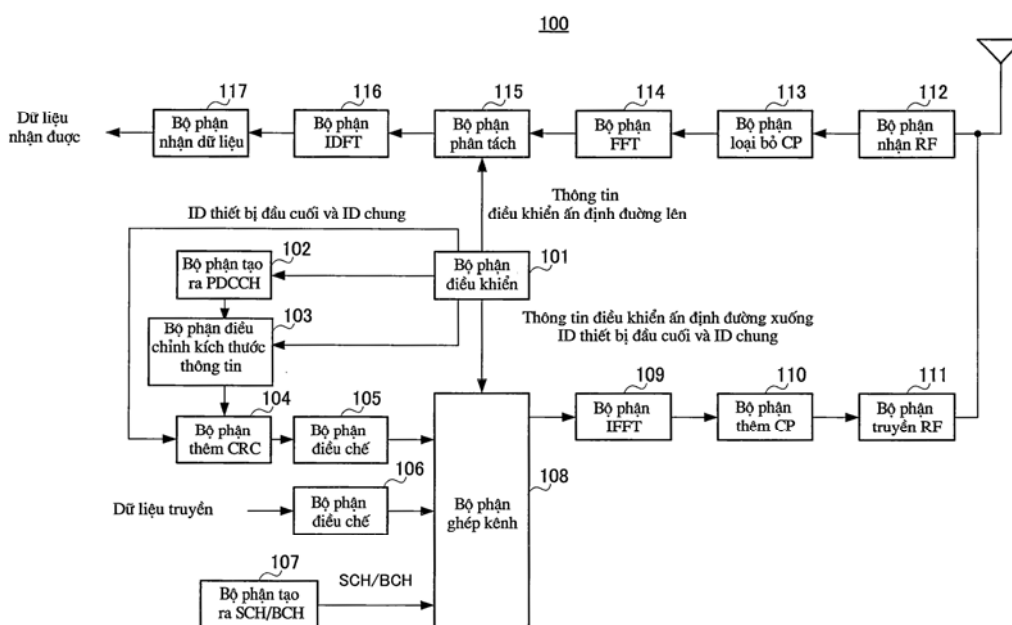 100
117
116
115
114
113
112
Dữ liệu
nhận được
Bộ phận
nhận dữ liệu
Bộ phận
IDFT
Bộ phận
phân tách
Bộ phận
FFT
Bộ phận
loại bỏ CP
Bộ phận
nhận RF
Thông tin
điều khiển ấn định đường lên
ID thiết bị đầu cuối và ID chung
102
Bộ phận tạo
ra PDCCH
Bộ phận
điều khiển
101
103
Bộ phận điều
chỉnh kích thước
thông tin
Thông tin điều khiển ấn định đường xuống
ID thiết bị đầu cuối và ID chung
104
105
109
110
111
Bộ phận
thêm CRC
Bộ phận
điều chế
Bộ phận
IFFT
Bộ phận
thêm CP
Bộ phận
truyền RF
106
108
Dữ liệu truyền
Bộ phận
điều chế
Bộ phận
ghép kênh
107
SCH/BCH
Bộ phận tạo
ra SCH/BCH